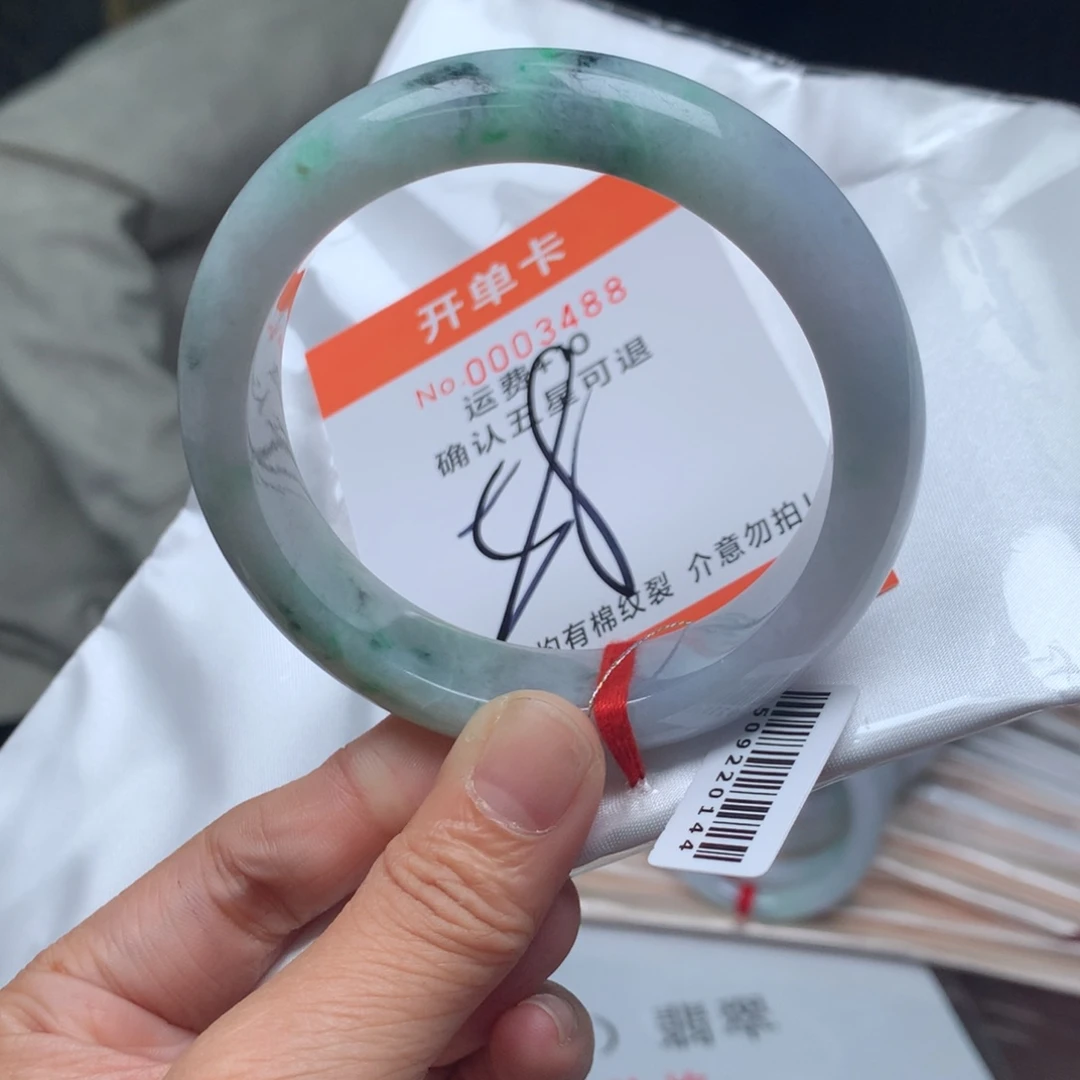 开单卡
No.0003488
运费+10
确认五星可退
均有棉纹裂 介意勿拍!
509220144
翡翠